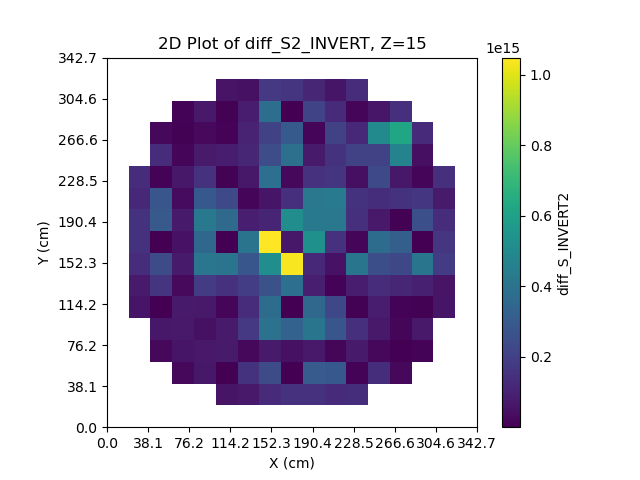 2D Plot of diff_S2_INVERT, Z=15
1e15
342.7
304.6
266.6
228.5
190.4
152.3
114.2
76.2
38.1
0.0
Y (cm)
0.0 38.1 76.2 114.2 152.3 190.4 228.5 266.6 304.6 342.7
X (cm)
1.0
0.8
0.6
0.4
0.2
diff_S_INVERT2